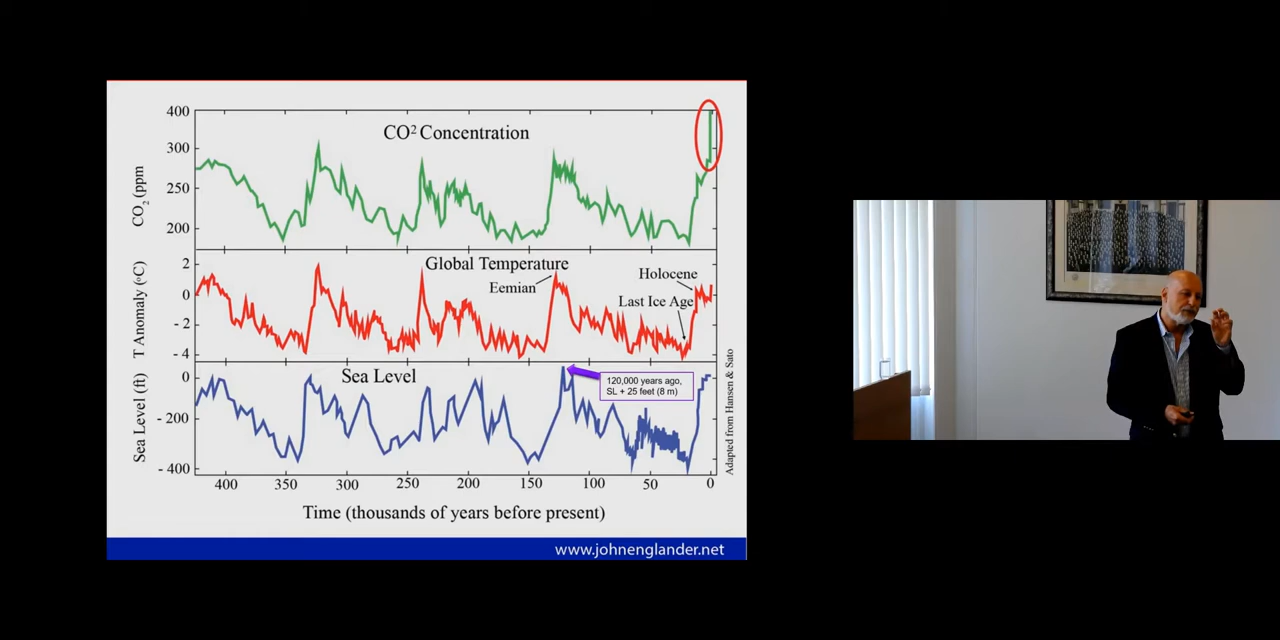 400
CO² Concentration
300
250
200
CO₂ (ppm
2
Global Temperature
Eemian
Holocene
Last Ice Age
0
- 2
- 4
T Anomaly (oC)
0
Sea Level
120,000 years ago,
SL + 25 feet (8 m)
- 200
- 400
Sea Level (ft)
Adapted from Hansen & Sato
400 350 300 250 200 150 100 50 0
Time (thousands of years before present)
www.johnenglander.net